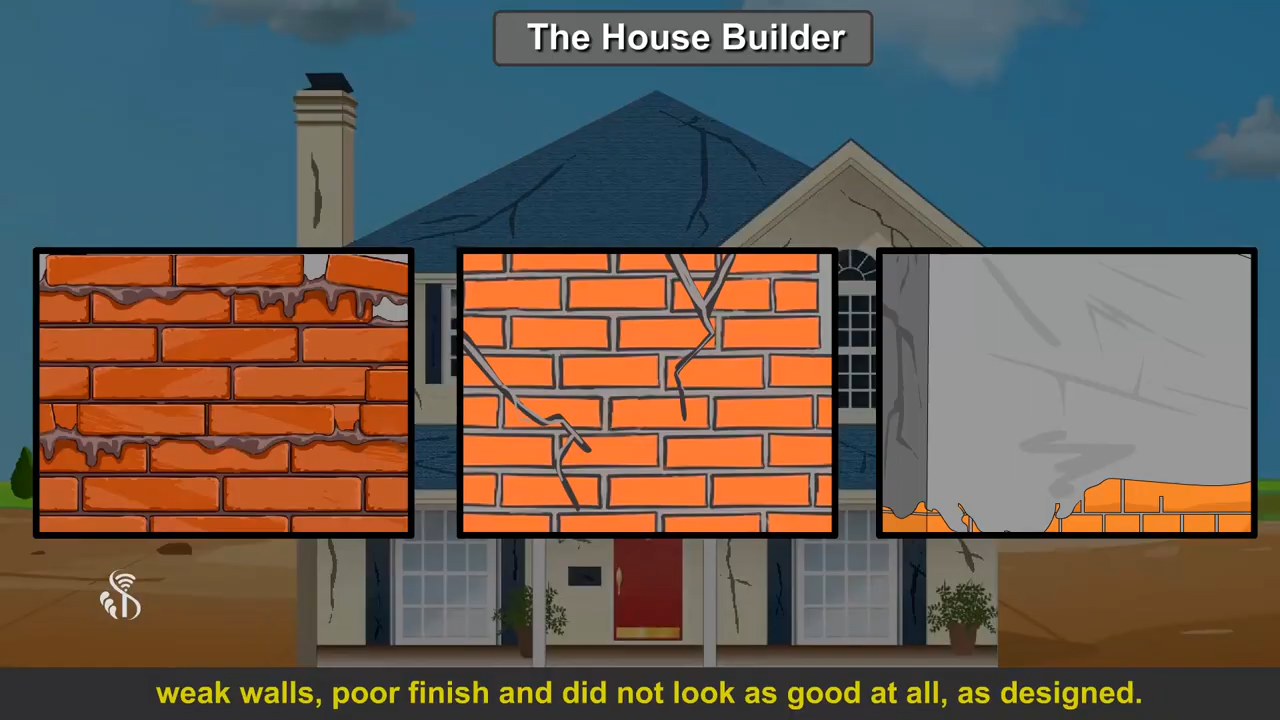 The House Builder
weak walls, poor finish and did not look as good at all, as designed.